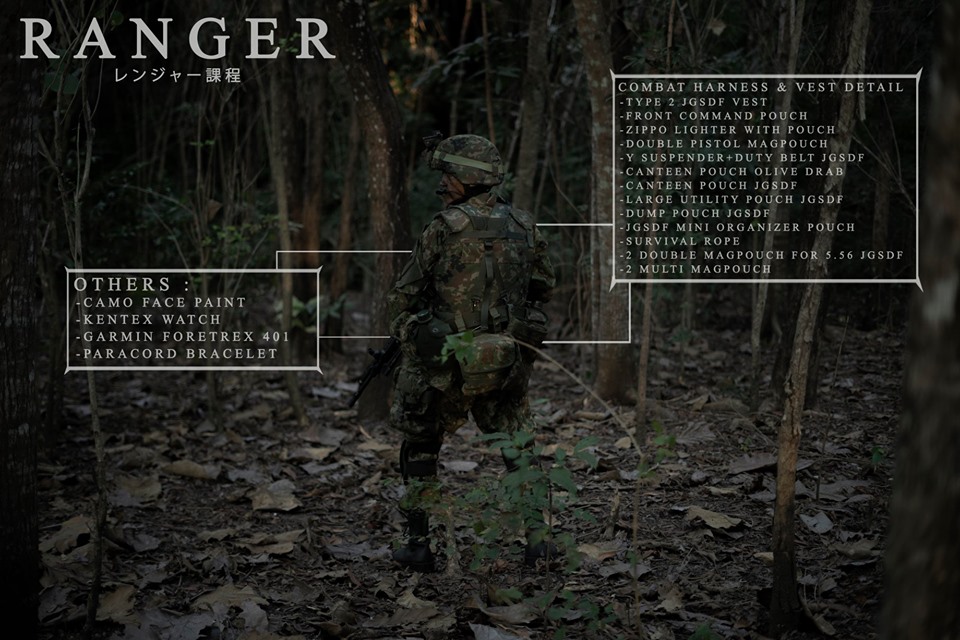 RANGER
レンジャー課程
COMBAT HARNESS & VEST DETAIL
-TYPE 2 JGSDF VEST
-FRONT COMMAND POUCH
-ZIPPO LIGHTER WITH POUCH
-DOUBLE PISTOL MAGPOUCH
-Y SUSPENDER+DUTY BELT JGSDF
-CANTEEN POUCH OLIVE DRAB
-CANTEEN POUCH JGSDF
-LARGE UTILITY POUCH JGSDF
-DUMP POUCH JGSDF
-JGSDF MINI ORGANIZER POUCH
-SURVIVAL ROPE
-2 DOUBLE MAGPOUCH FOR 5.56 JGSDF
-2 MULTI MAGPOUCH
OTHERS :
-CAMO FACE PAINT
-KENTEX WATCH
-GARMIN FORETREX 401
-PARACORD BRACELET